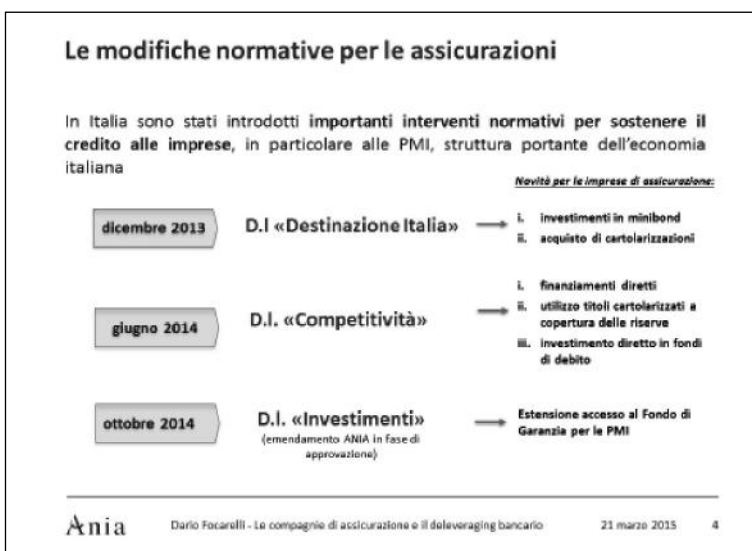 Le modifiche normative per le assicurazioni
In Italia sono stati introdotti importanti interventi normativi per sostenere il
credito alle imprese, in particolare alle PMI, struttura portante dell'economia
italiana
Novità per le imprese di assicurazione:
dicembre 2013
D.I «Destinazione Italia»
i. investimenti in minibond
ii. acquisto di cartolarizzazioni
giugno 2014
D.I. «Competitività»
i. finanziamenti diretti
ii. utilizzo titoli cartolarizzati a
copertura delle riserve
iii. investimento diretto in fondi
di debito
ottobre 2014
D.I. «Investimenti»
(emendamento ANIA in fase di
approvazione)
Estensione accesso al Fondo di
Garanzia per le PMI
Ania
Dario Focarelli - Le compagnie di assicurazione e il deleveraging bancario
21 marzo 2015
4